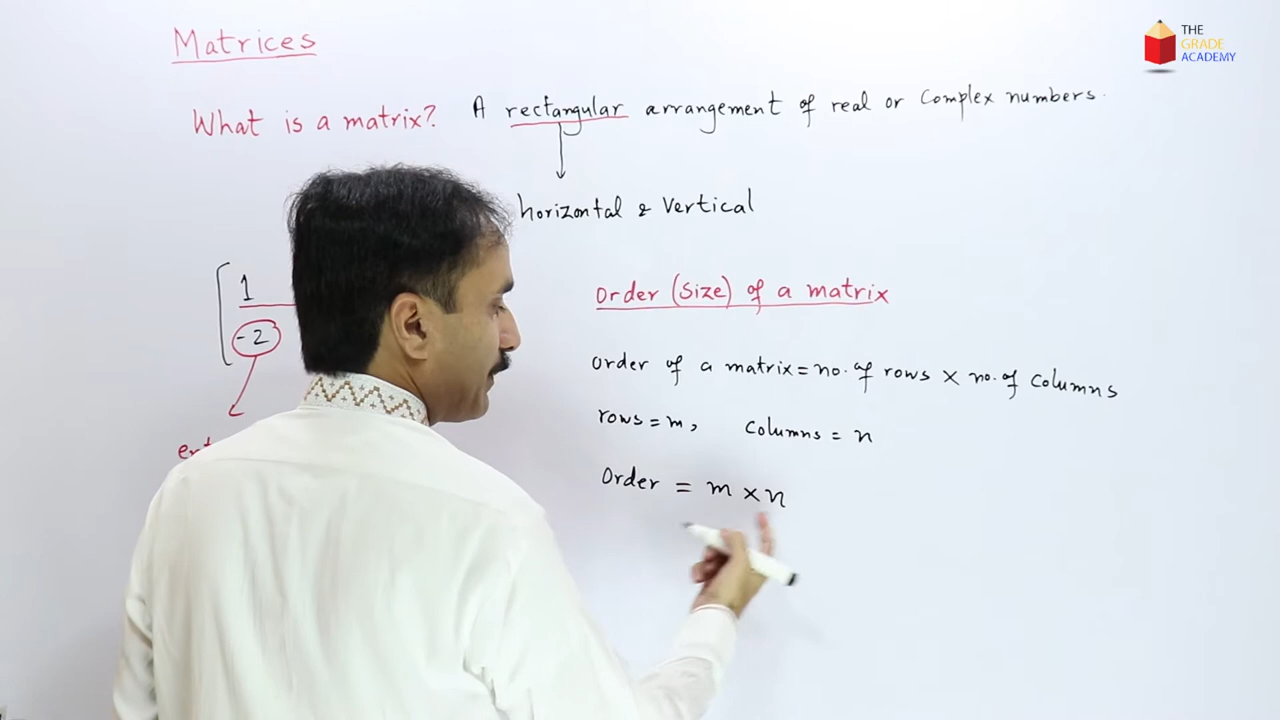 Matrices
THE
GRADE
ACADEMY
What is a matrix? A rectangular arrangement of real or Complex numbers.
horizontal & Vertical
1
-2
Order (Size) of a matrix
Order of a matrix = no. of rows × no. of Columns
rows = m, Columns = n
Order = m × n